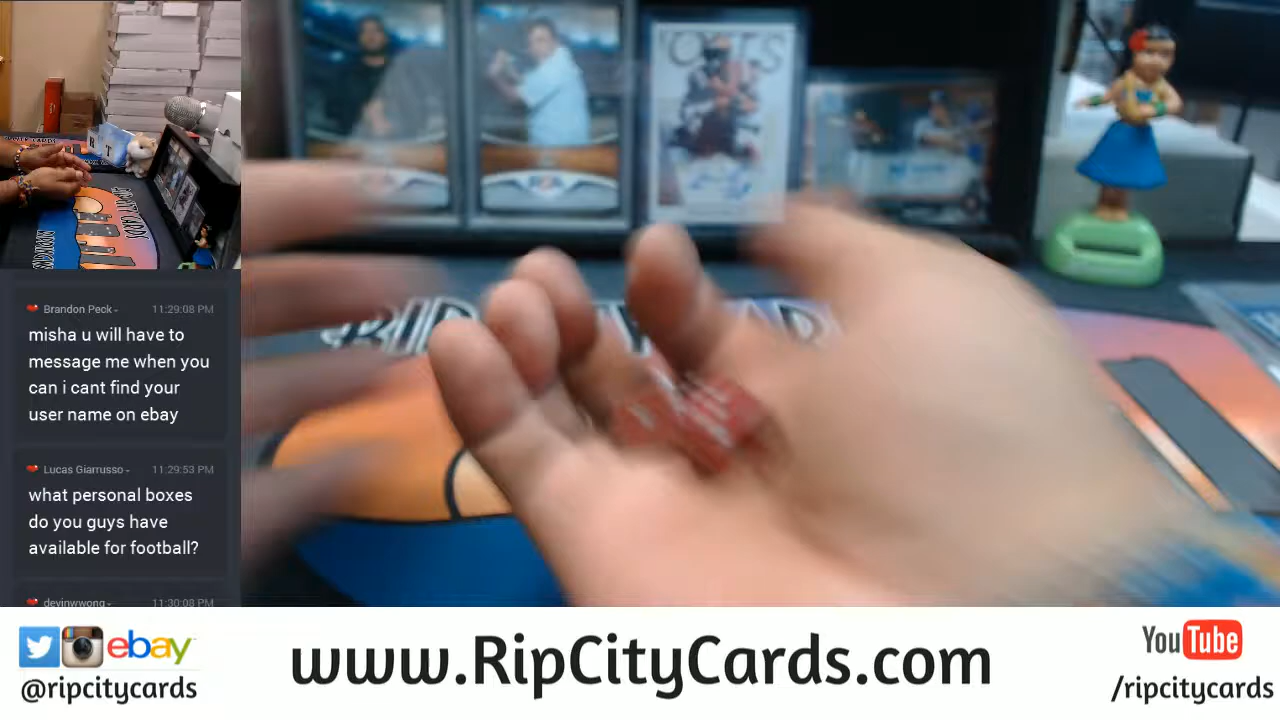 Brandon Peck- 11:29:08 PM
misha u will have to
message me when you
can i cant find your
user name on ebay
Lucas Giarrusso- 11:29:53 PM
what personal boxes
do you guys have
available for football?
devinwwong- 11:30:08 PM
ebay
@ripcitycards
www.RipCityCards.com
YouTube
/ripcitycards